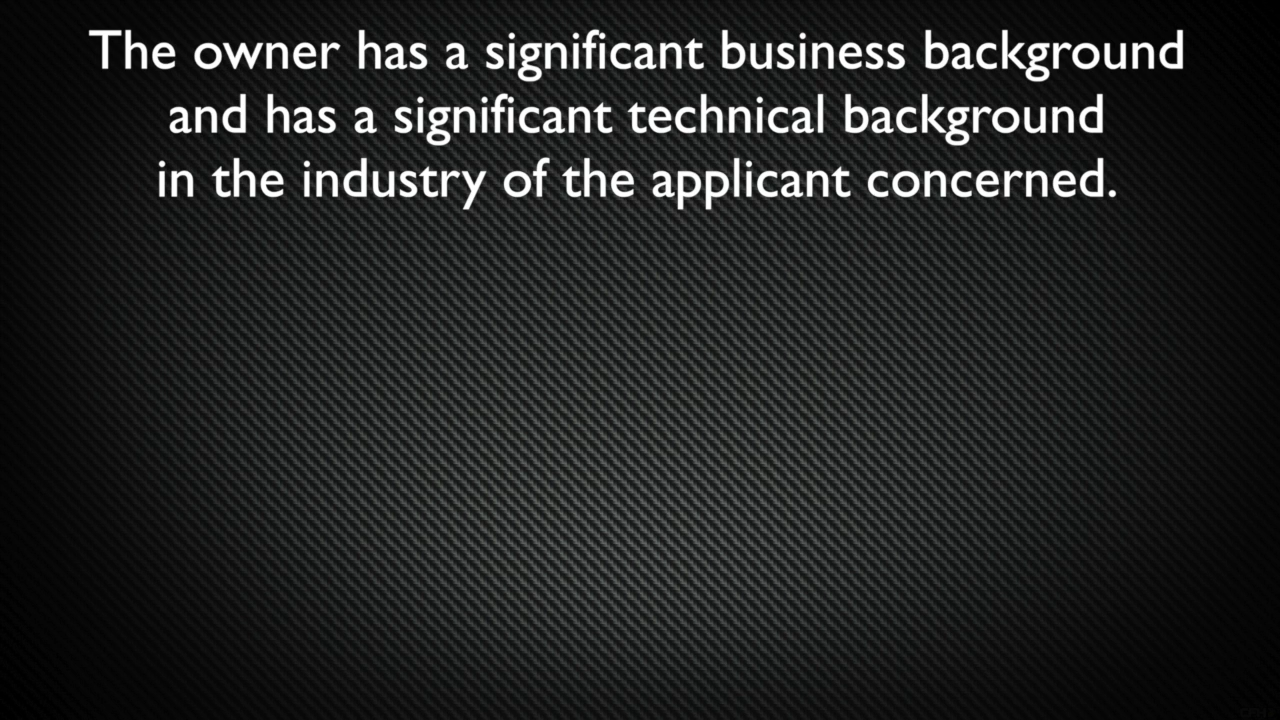 The owner has a significant business background
and has a significant technical background
in the industry of the applicant concerned.